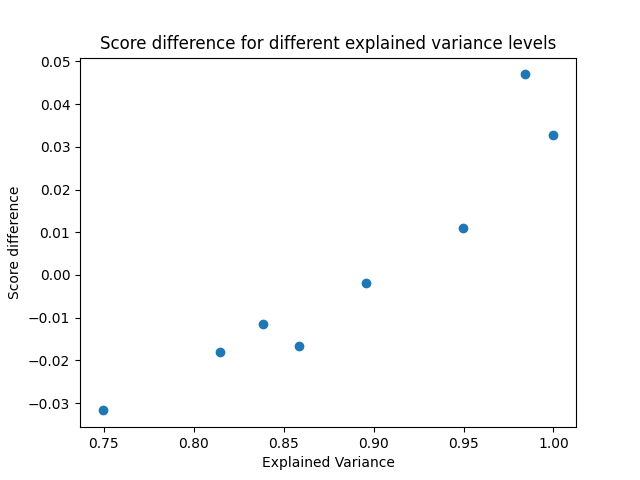 Score difference for different explained variance levels
0.05
0.04
0.03
0.02
0.01
0.00
−0.01
−0.02
−0.03
Score difference
0.75 0.80 0.85 0.90 0.95 1.00
Explained Variance